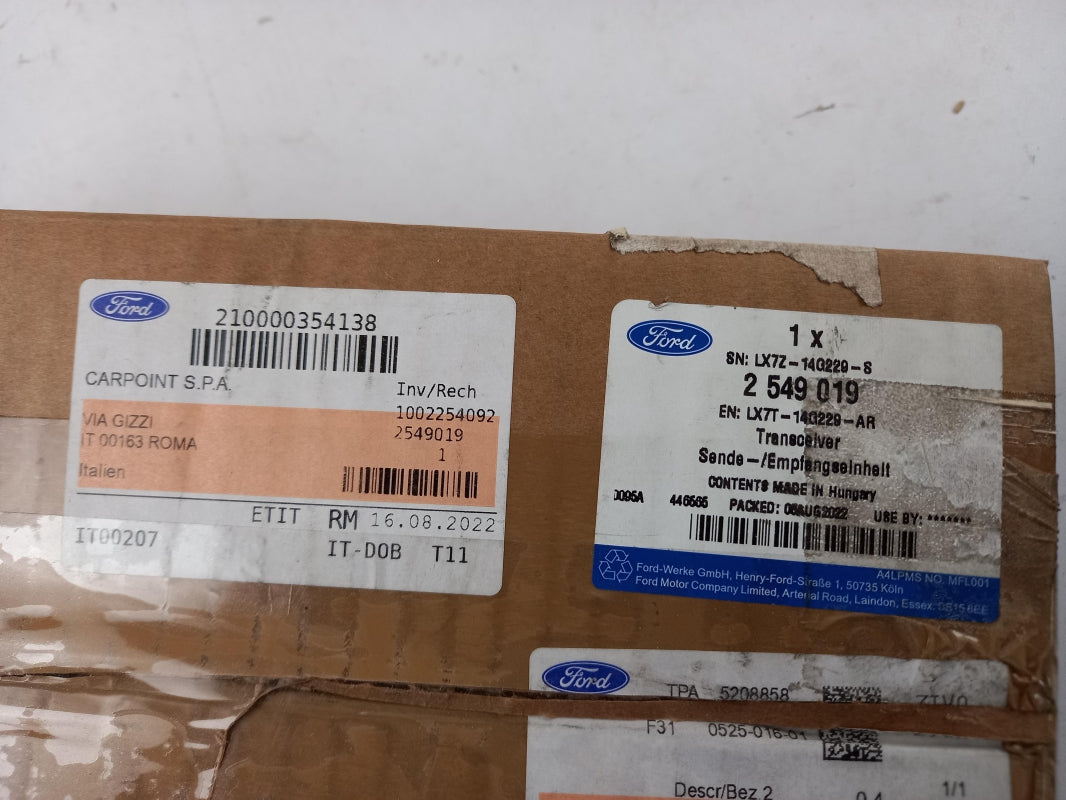 Ford
210000354138
CARPOINT S.P.A.
Inv/Rech
1002254092
VIA GIZZI
2549019
IT 00163 ROMA
1
Italien
ETIT RM 16.08.2022
IT00207
IT-DOB T11
Ford
1 x
SN: LX7Z-14G229-S
2 549 019
EN: LX7T-14G229-AR
Transceiver
Sende-/Empfangseinheit
CONTENTS MADE IN Hungary
0095A 446565 PACKED: 05AUG2022 USE BY: *******
A4LPMS NO. MFL001
Ford-Werke GmbH, Henry-Ford-Straße 1, 50735 Köln
Ford Motor Company Limited, Arterial Road, Laindon, Essex, SS15 6EE
Ford
TPA 5208858
F31 0525-016-01
Descr/Bez.2
1/1